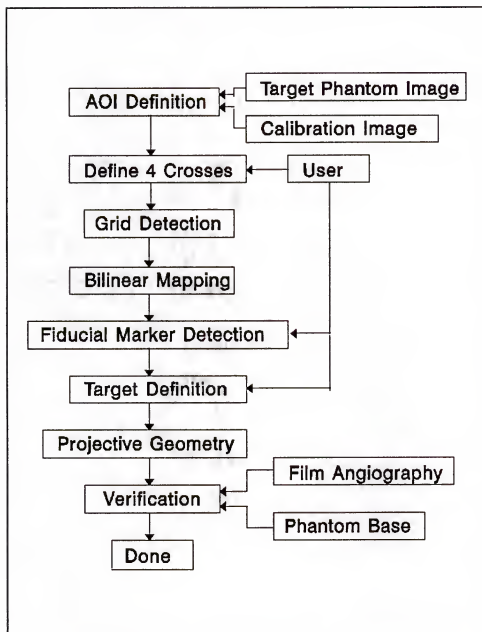 Target Phantom Image
AOI Definition
Calibration Image
Define 4 Crosses
User
Grid Detection
Bilinear Mapping
Fiducial Marker Detection
Target Definition
Projective Geometry
Film Angiography
Verification
Phantom Base
Done